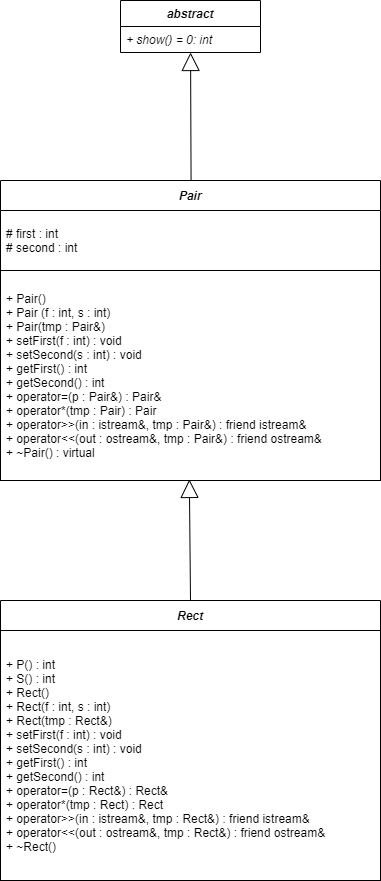 abstract
+ show() = 0: int
Pair
# first : int
# second : int
+ Pair()
+ Pair (f : int, s : int)
+ Pair(tmp : Pair&)
+ setFirst(f : int) : void
+ setSecond(s : int) : void
+ getFirst() : int
+ getSecond() : int
+ operator=(p : Pair&) : Pair&
+ operator*(tmp : Pair) : Pair
+ operator>>(in : istream&, tmp : Pair&) : friend istream&
+ operator<<(out : ostream&, tmp : Pair&) : friend ostream&
+ ~Pair() : virtual
Rect
+ P() : int
+ S() : int
+ Rect()
+ Rect(f : int, s : int)
+ Rect(tmp : Rect&)
+ setFirst(f : int) : void
+ setSecond(s : int) : void
+ getFirst() : int
+ getSecond() : int
+ operator=(p : Rect&) : Rect&
+ operator*(tmp : Rect) : Rect
+ operator>>(in : istream&, tmp : Rect&) : friend istream&
+ operator<<(out : ostream&, tmp : Rect&) : friend ostream&
+ ~Rect()